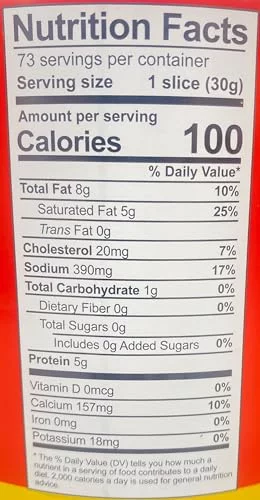 Nutrition Facts
73 servings per container
Serving size 1 slice (30g)
Amount per serving
Calories 100
% Daily Value*
Total Fat 8g 10%
Saturated Fat 5g 25%
Trans Fat 0g
Cholesterol 20mg 7%
Sodium 390mg 17%
Total Carbohydrate 1g 0%
Dietary Fiber 0g 0%
Total Sugars 0g
Includes 0g Added Sugars 0%
Protein 5g
Vitamin D 0mcg 0%
Calcium 157mg 10%
Iron 0mg 0%
Potassium 18mg 0%
* The % Daily Value (DV) tells you how much a
nutrient in a serving of food contributes to a daily
diet. 2,000 calories a day is used for general nutrition
advice.